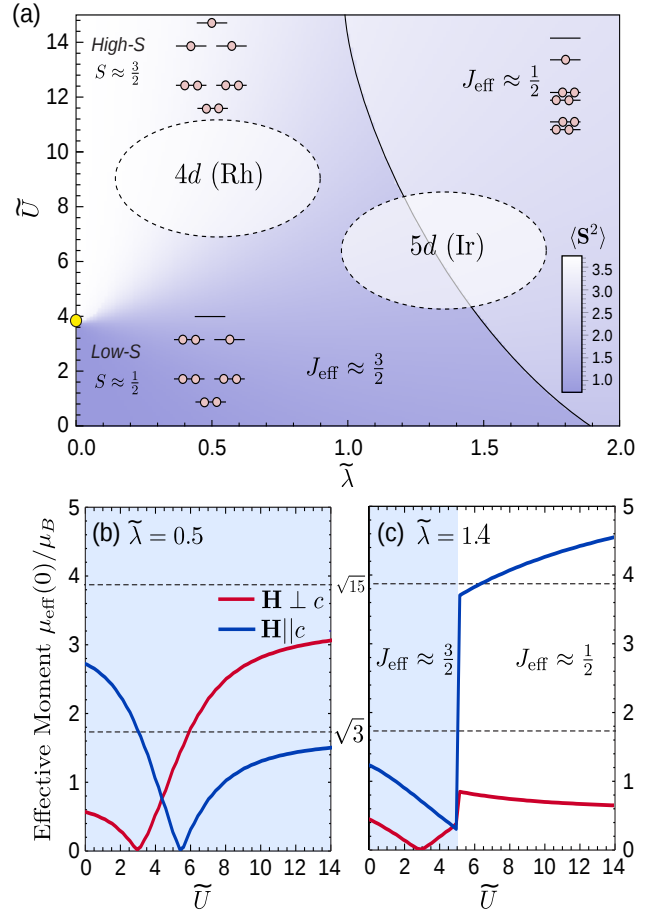 (a)
14
12
10
8
6
4
2
0
Ũ
High-S
S ≈ 3/2
J_eff ≈ 1/2
4d (Rh)
5d (Ir)
⟨S²⟩
3.5
3.0
2.5
2.0
1.5
1.0
Low-S
S ≈ 1/2
J_eff ≈ 3/2
0.0 0.5 1.0 1.5 2.0
λ̃
Effective Moment μ_eff(0)/μ_B
5
4
3
2
1
0
(b) λ̃ = 0.5
H ⊥ c
H||c
0 2 4 6 8 10 12 14
Ũ
√15
√3
(c) λ̃ = 1.4
J_eff ≈ 3/2
J_eff ≈ 1/2
5
4
3
2
1
0
0 2 4 6 8 10 12 14
Ũ